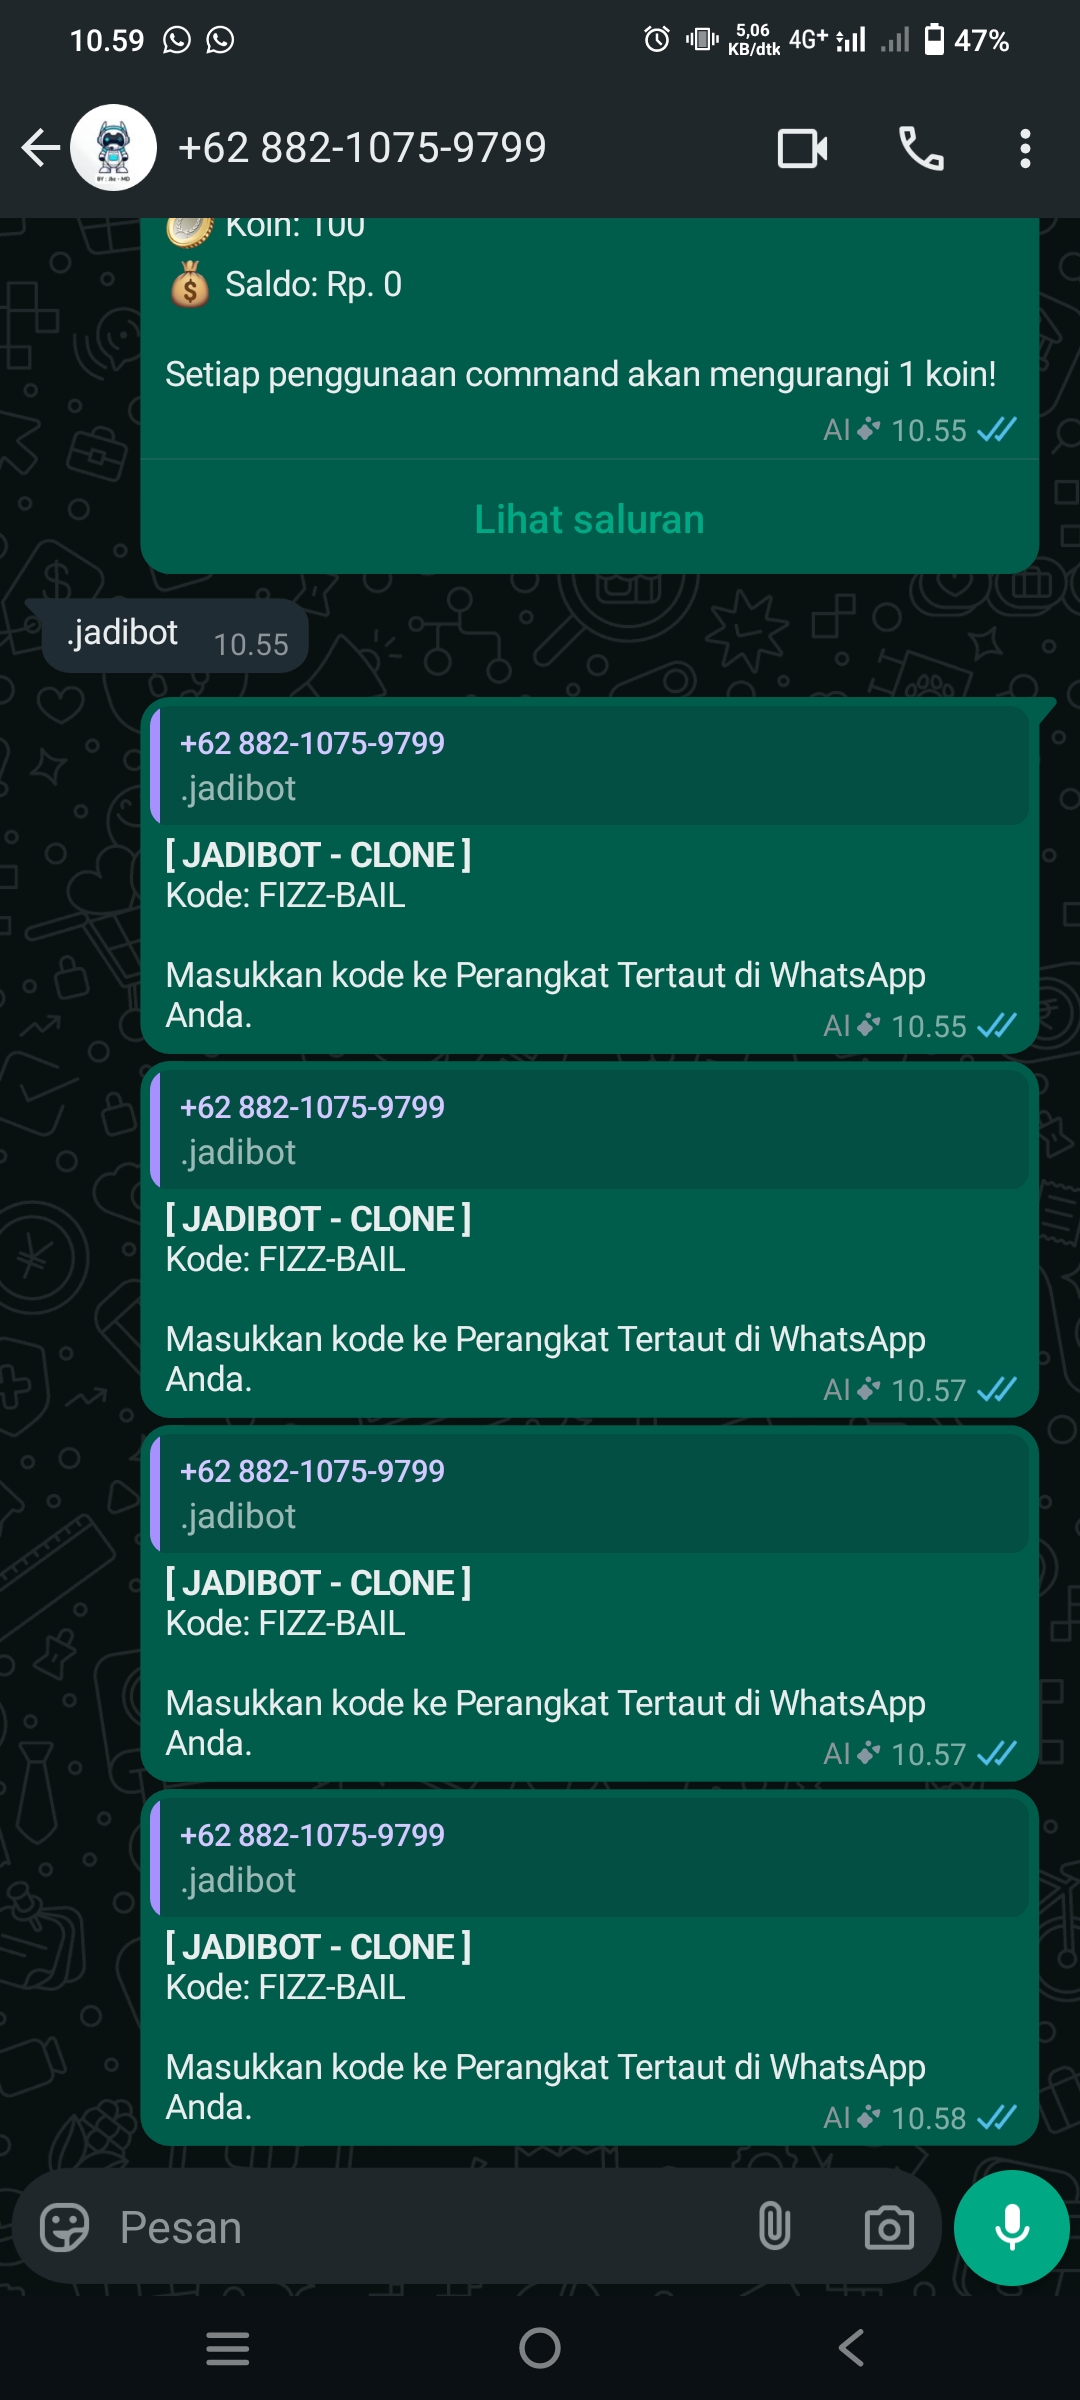 10.59
5,06
KB/dtk
4G+
47%
+62 882-1075-9799
Koin: 100
Saldo: Rp. 0
Setiap penggunaan command akan mengurangi 1 koin!
AI 10.55
Lihat saluran
.jadibot 10.55
+62 882-1075-9799
.jadibot
[ JADIBOT - CLONE ]
Kode: FIZZ-BAIL
Masukkan kode ke Perangkat Tertaut di WhatsApp
Anda.
AI 10.55
+62 882-1075-9799
.jadibot
[ JADIBOT - CLONE ]
Kode: FIZZ-BAIL
Masukkan kode ke Perangkat Tertaut di WhatsApp
Anda.
AI 10.57
+62 882-1075-9799
.jadibot
[ JADIBOT - CLONE ]
Kode: FIZZ-BAIL
Masukkan kode ke Perangkat Tertaut di WhatsApp
Anda.
AI 10.57
+62 882-1075-9799
.jadibot
[ JADIBOT - CLONE ]
Kode: FIZZ-BAIL
Masukkan kode ke Perangkat Tertaut di WhatsApp
Anda.
AI 10.58
Pesan